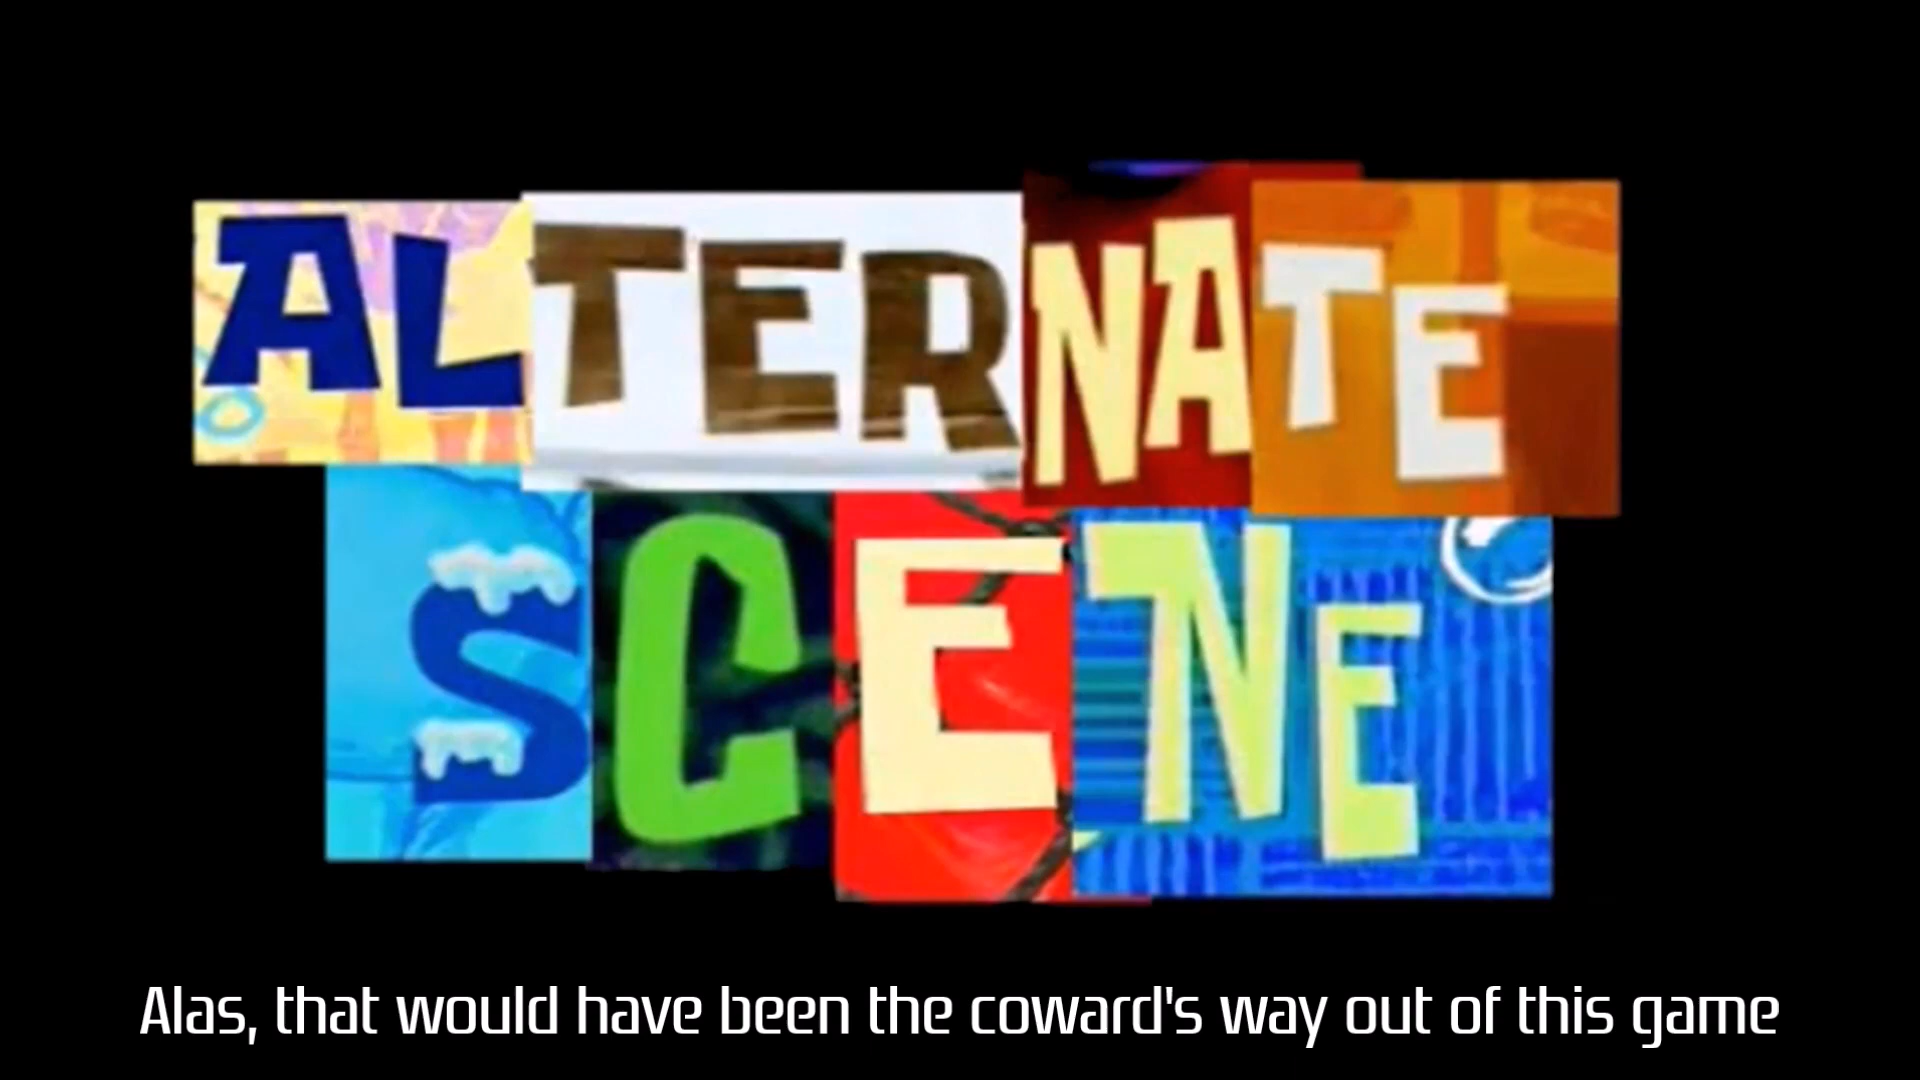 ALTERNATE
SCENE
Alas, that would have been the coward's way out of this game